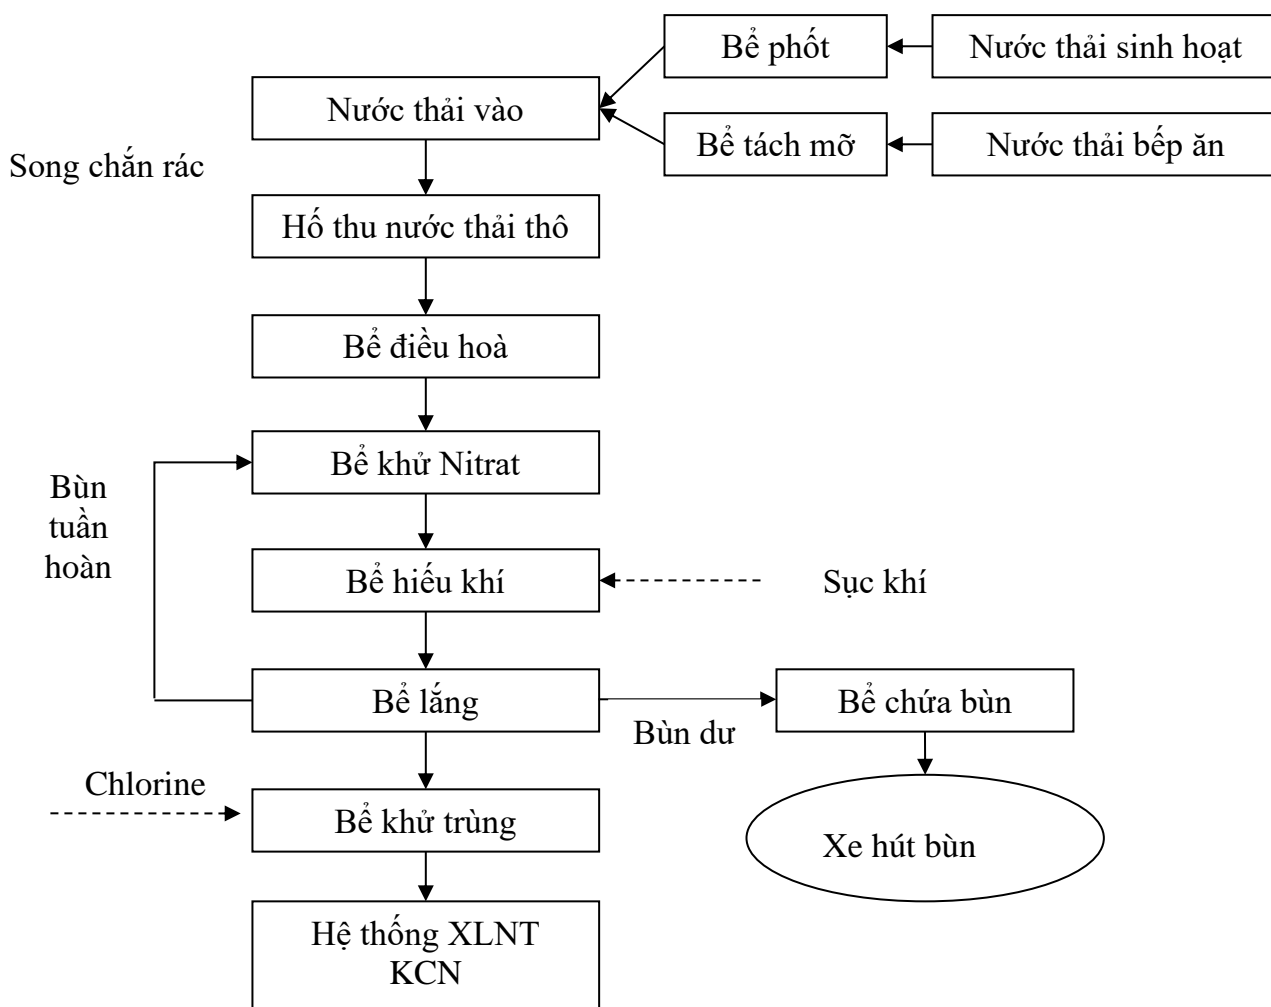 Bể phốt
Nước thải sinh hoạt
Nước thải vào
Bể tách mỡ
Nước thải bếp ăn
Song chắn rác
Hố thu nước thải thô
Bể điều hoà
Bể khử Nitrat
Bùn
tuần
hoàn
Bể hiếu khí
Sục khí
Bể lắng
Bùn dư
Bể chứa bùn
Chlorine
Bể khử trùng
Xe hút bùn
Hệ thống XLNT
KCN